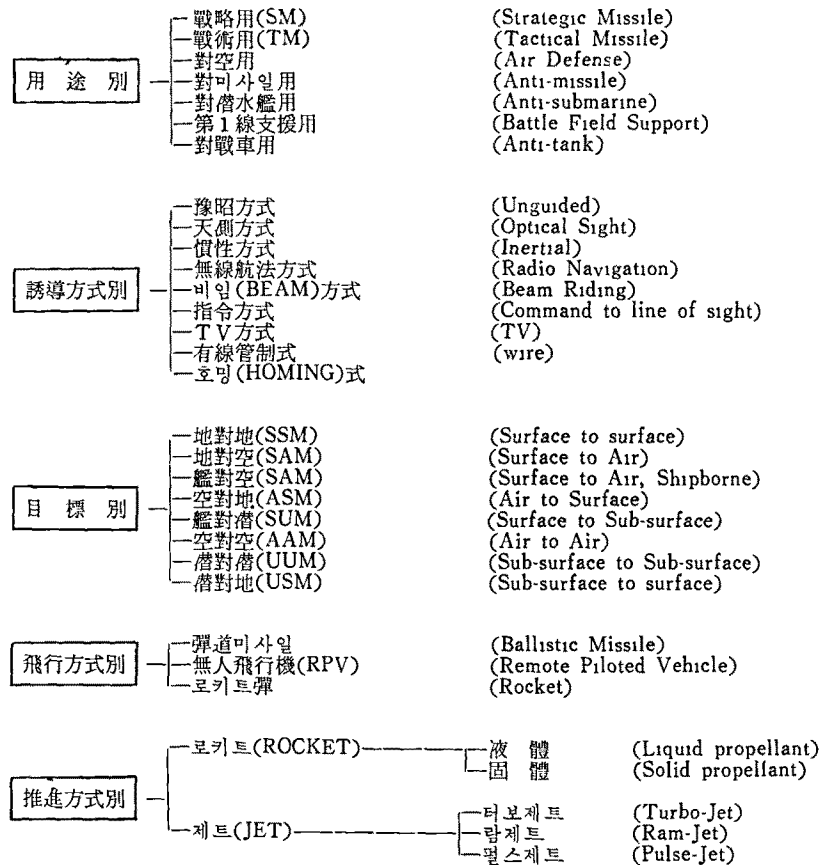 戰略用(SM) (Strategic Missile)
戰術用(TM) (Tactical Missile)
對空用 (Air Defense)
用途別 對미사일用 (Anti-missile)
對潛水艦用 (Anti-submarine)
第1線支援用 (Battle Field Support)
對戰車用 (Anti-tank)
豫昭方式 (Unguided)
天測方式 (Optical Sight)
慣性方式 (Inertial)
無線航法方式 (Radio Navigation)
誘導方式別 비임(BEAM)方式 (Beam Riding)
指令方式 (Command to line of sight)
TV方式 (TV)
有線管制式 (wire)
호밍(HOMING)式
地對地(SSM) (Surface to surface)
地對空(SAM) (Surface to Air)
艦對空(SAM) (Surface to Air, Shipborne)
目標別 空對地(ASM) (Air to Surface)
艦對潛(SUM) (Surface to Sub-surface)
空對空(AAM) (Air to Air)
潛對潛(UUM) (Sub-surface to Sub-surface)
潛對地(USM) (Sub-surface to surface)
彈道미사일 (Ballistic Missile)
飛行方式別 無人飛行機(RPV) (Remote Piloted Vehicle)
로키트彈 (Rocket)
로키트(ROCKET) 液體 (Liquid propellant)
固體 (Solid propellant)
推進方式別
터보제트 (Turbo-Jet)
제트(JET) 람제트 (Ram-Jet)
펄스제트 (Pulse-Jet)